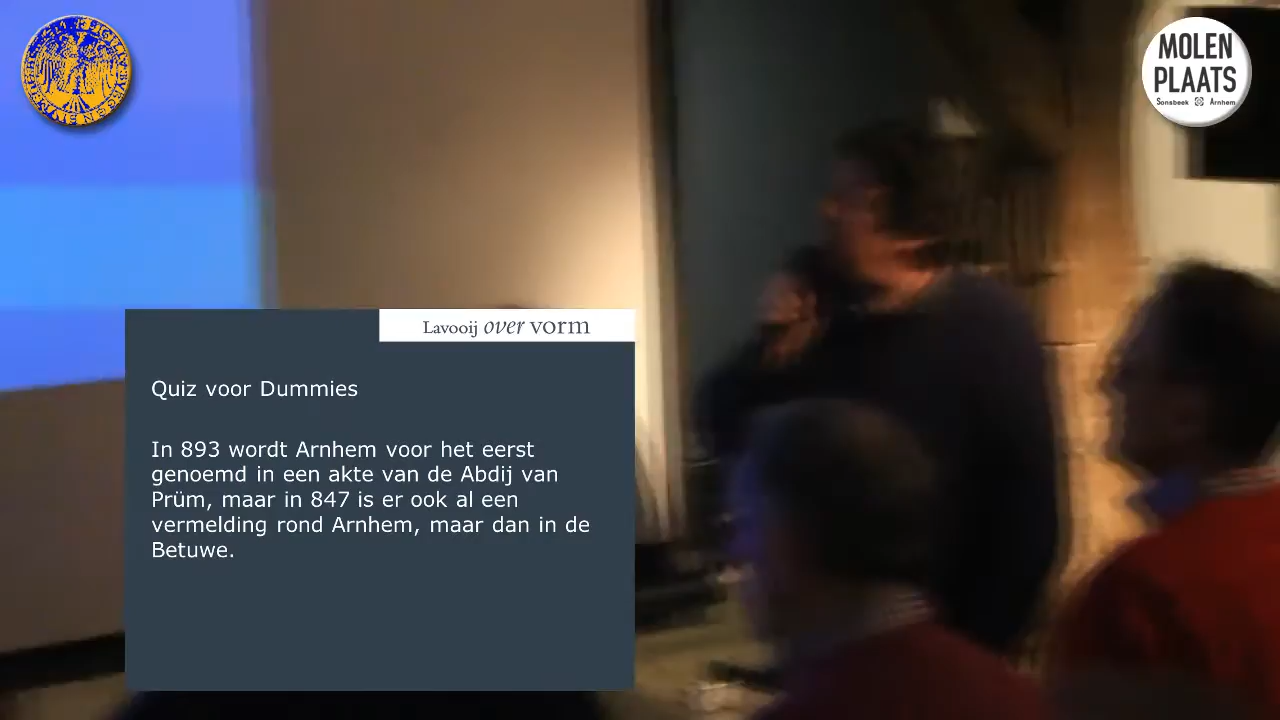 MOLEN
PLAATS
Sonsbeek Arnhem
Lavooij over vorm
Quiz voor Dummies
In 893 wordt Arnhem voor het eerst
genoemd in een akte van de Abdij van
Prüm, maar in 847 is er ook al een
vermelding rond Arnhem, maar dan in de
Betuwe.